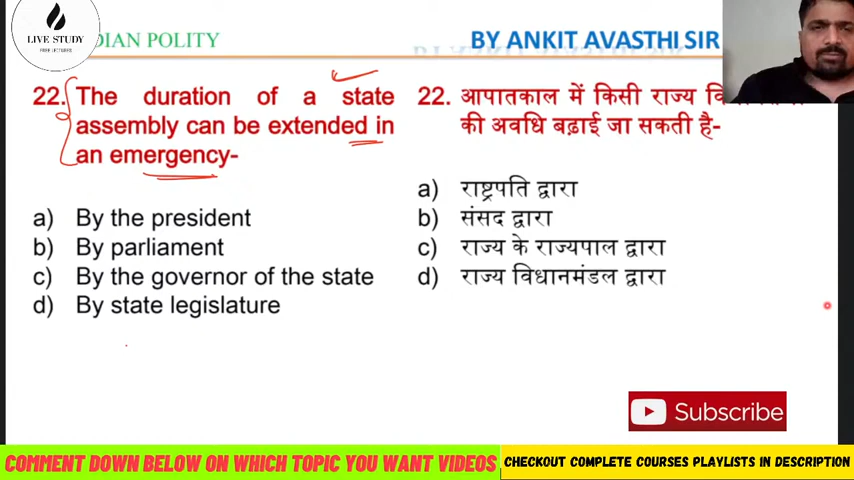 LIVE STUDY
FREE LECTURES
DIAN POLITY
BY ANKIT AVASTHI SIR
22. The duration of a state
assembly can be extended in
an emergency-
a) By the president
b) By parliament
c) By the governor of the state
d) By state legislature
22. आपातकाल में किसी राज्य
की अवधि बढ़ाई जा सकती है-
a) राष्ट्रपति द्वारा
b) संसद द्वारा
c) राज्य के राज्यपाल द्वारा
d) राज्य विधानमंडल द्वारा
Subscribe
COMMENT DOWN BELOW ON WHICH TOPIC YOU WANT VIDEOS
CHECKOUT COMPLETE COURSES PLAYLISTS IN DESCRIPTION